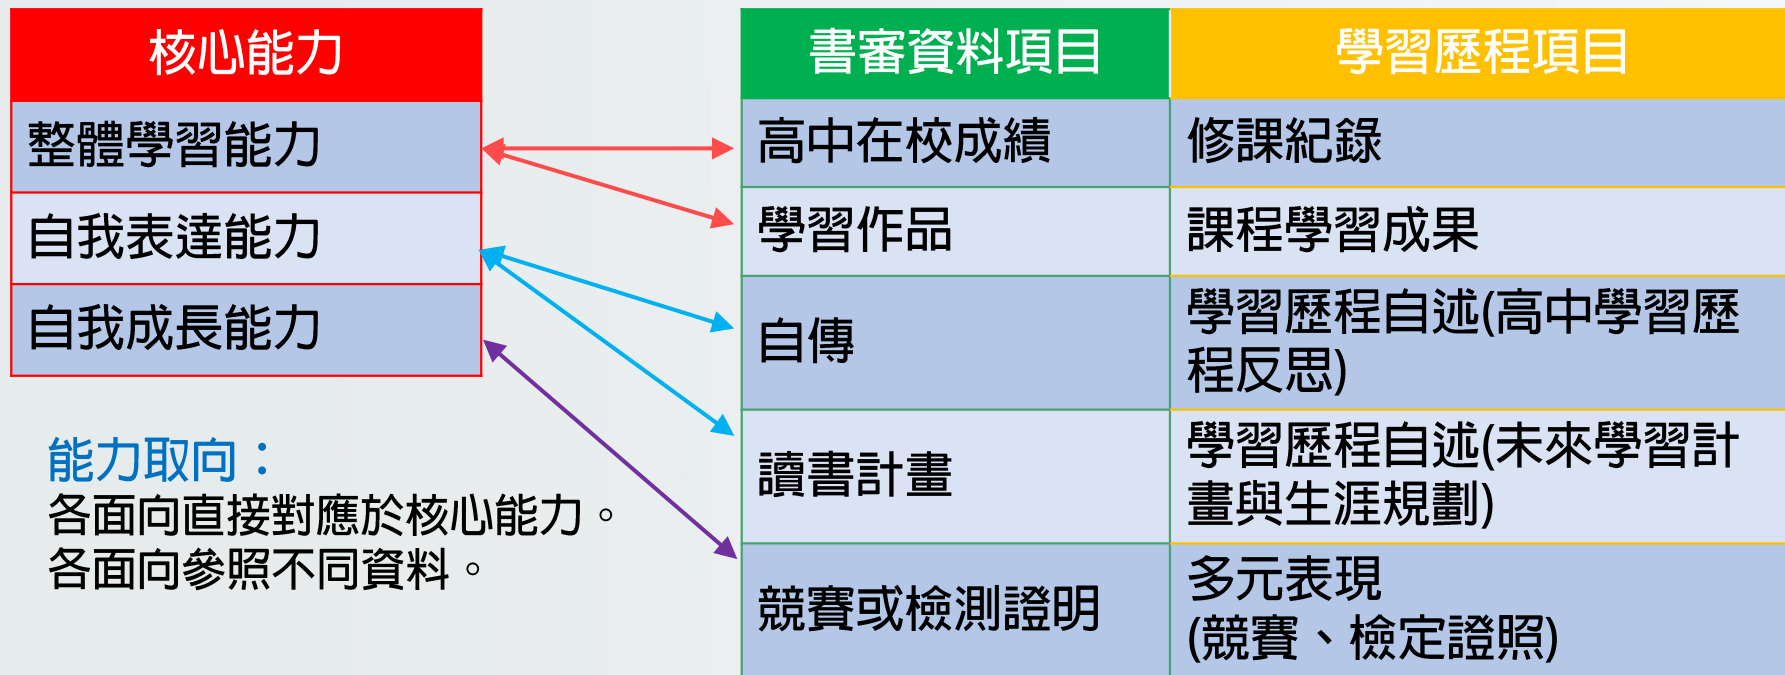 核心能力
整體學習能力
自我表達能力
自我成長能力
能力取向：
各面向直接對應於核心能力。
各面向參照不同資料。
書審資料項目 學習歷程項目
高中在校成績 修課紀錄
學習作品 課程學習成果
自傳
學習歷程自述(高中學習歷
程反思)
讀書計畫
學習歷程自述(未來學習計
畫與生涯規劃)
競賽或檢測證明
多元表現
(競賽、檢定證照)